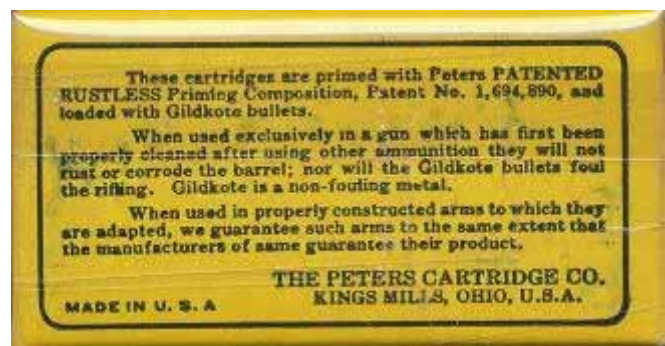 These cartridges are primed with Peters PATENTED
RUSTLESS Priming Composition, Patent No. 1,694,890, and
loaded with Gildkote bullets.
When used exclusively in a gun which has first been
properly cleaned after using other ammunition they will not
rust or corrode the barrel; nor will the Gildkote bullets foul
the rifling. Gildkote is a non-fouling metal.
When used in properly constructed arms to which they
are adapted, we guarantee such arms to the same extent that
the manufacturers of same guarantee their product.
THE PETERS CARTRIDGE CO.
KINGS MILLS, OHIO, U.S.A.
MADE IN U. S. A